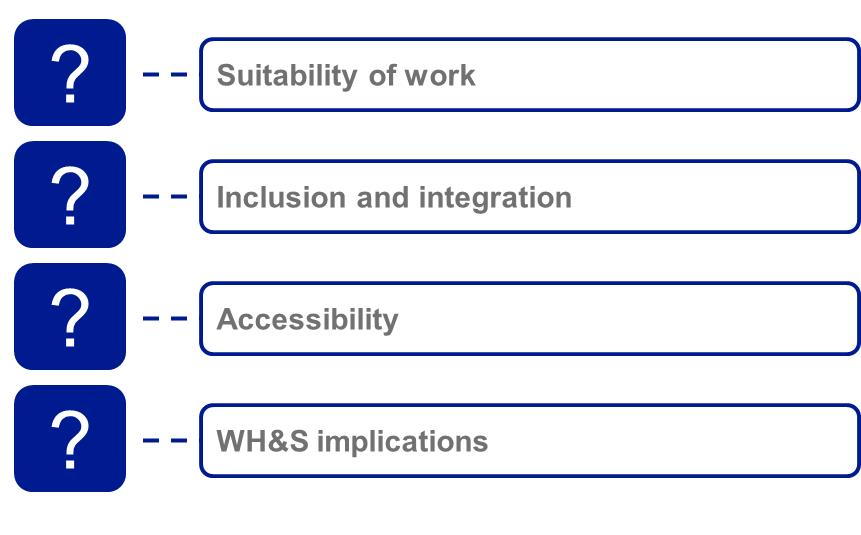 ?
Suitability of work
?
Inclusion and integration
?
Accessibility
?
WH&S implications